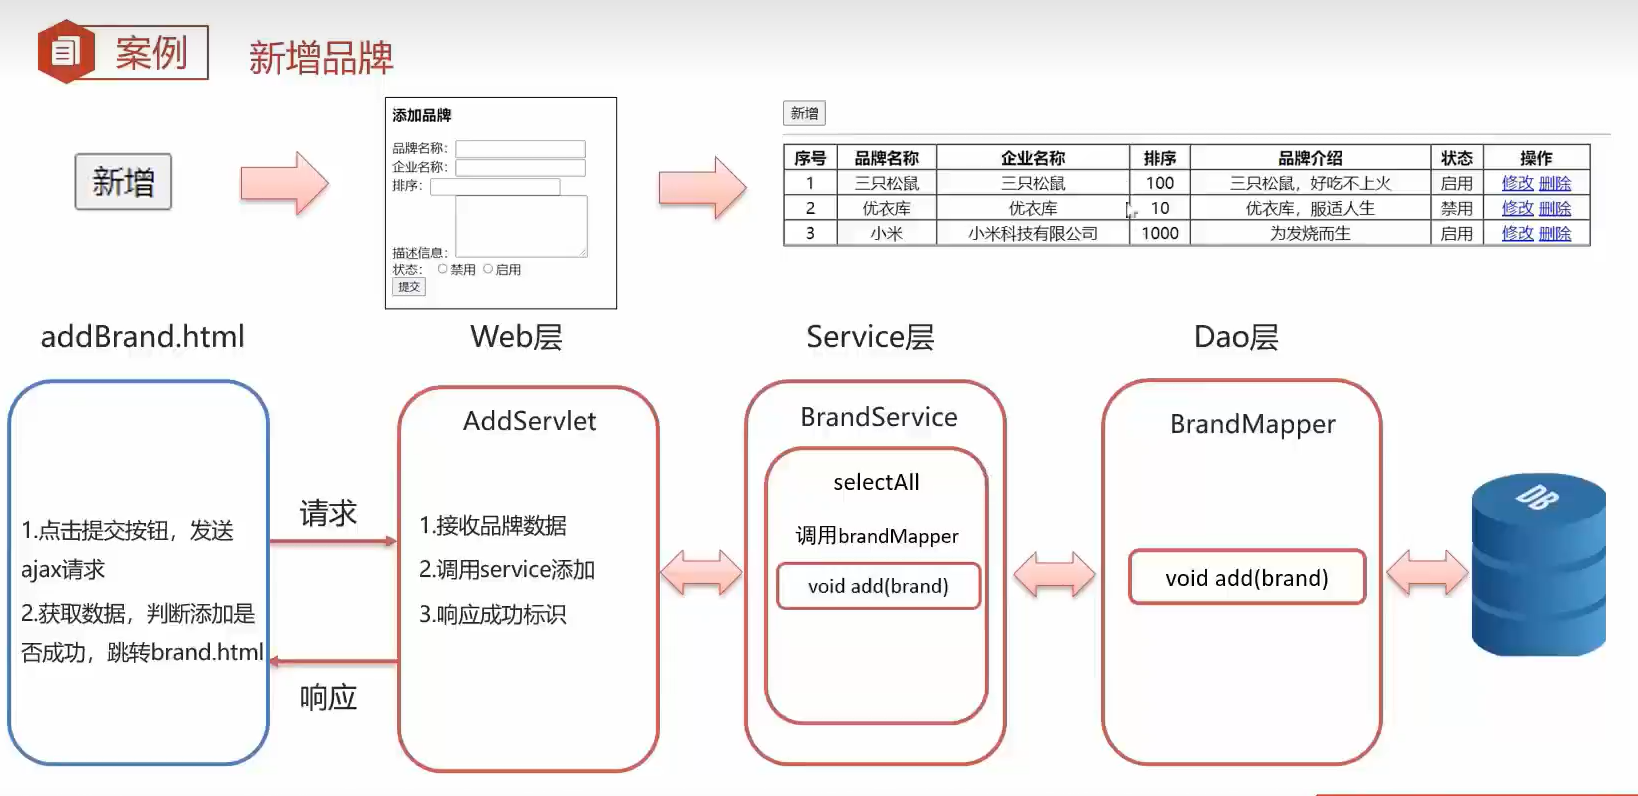 案例
新增品牌
新增
添加品牌
品牌名称：
企业名称：
排序：
描述信息：
状态： 禁用 启用
提交
新增
序号 品牌名称 企业名称 排序 品牌介绍 状态 操作
1 三只松鼠 三只松鼠 100 三只松鼠，好吃不上火 启用 修改 删除
2 优衣库 优衣库 10 优衣库，服适人生 禁用 修改 删除
3 小米 小米科技有限公司 1000 为发烧而生 启用 修改 删除
addBrand.html
1.点击提交按钮，发送
ajax请求
2.获取数据，判断添加是
否成功，跳转brand.html
请求
响应
Web层
AddServlet
1.接收品牌数据
2.调用service添加
3.响应成功标识
Service层
BrandService
selectAll
调用brandMapper
void add(brand)
Dao层
BrandMapper
void add(brand)
DB